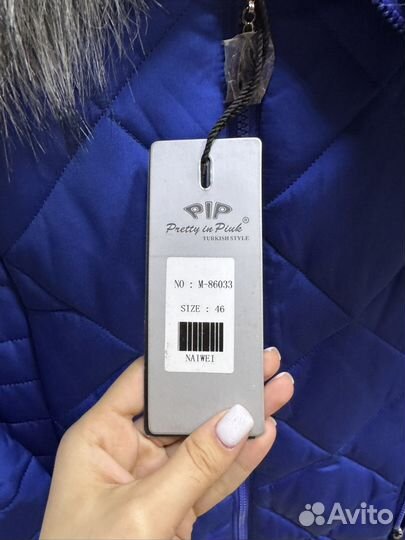 PIP
Pretty in Pink®
TURKISH STYLE
NO : M-86033
SIZE : 46
NAIWEI
Avito